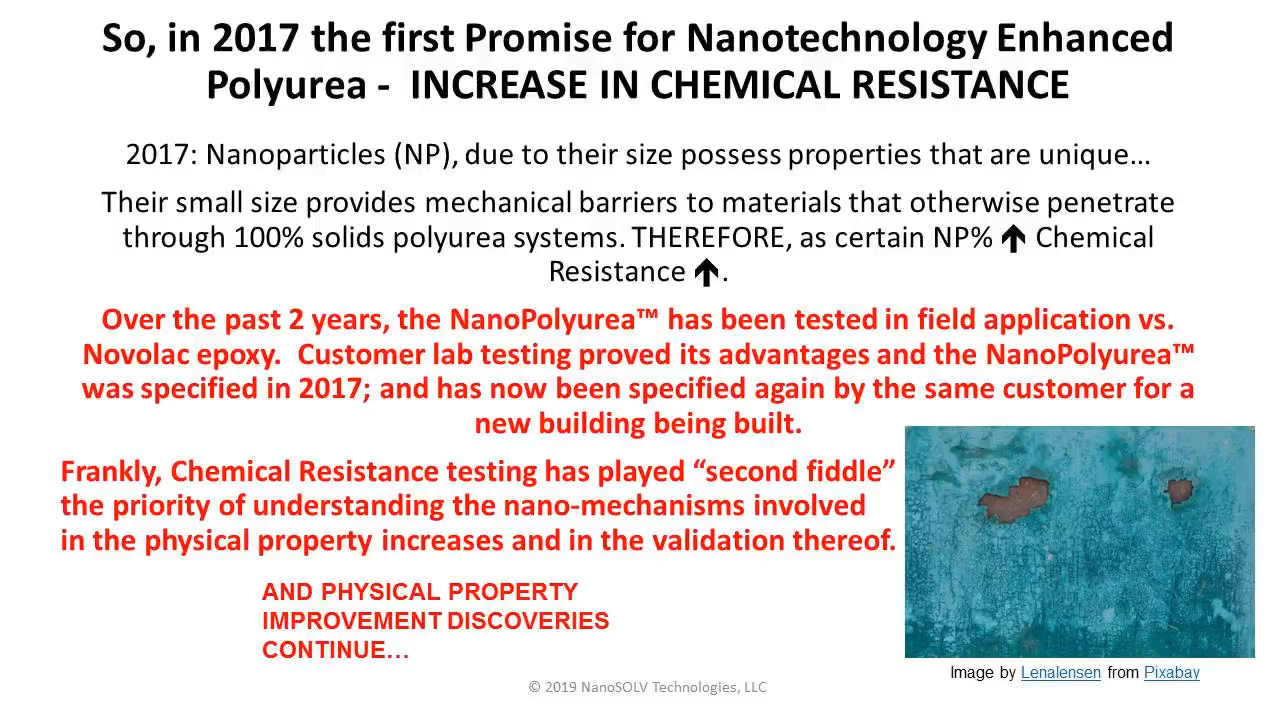 So, in 2017 the first Promise for Nanotechnology Enhanced
Polyurea -  INCREASE IN CHEMICAL RESISTANCE
2017: Nanoparticles (NP), due to their size possess properties that are unique…
Their small size provides mechanical barriers to materials that otherwise penetrate
through 100% solids polyurea systems. THEREFORE, as certain NP% 🡅 Chemical
Resistance 🡅.
Over the past 2 years, the NanoPolyurea™ has been tested in field application vs.
Novolac epoxy.  Customer lab testing proved its advantages and the NanoPolyurea™
was specified in 2017; and has now been specified again by the same customer for a
new building being built.
Frankly, Chemical Resistance testing has played “second fiddle”
the priority of understanding the nano-mechanisms involved
in the physical property increases and in the validation thereof.
AND PHYSICAL PROPERTY
IMPROVEMENT DISCOVERIES
CONTINUE…
Image by Lenalensen from Pixabay
© 2019 NanoSOLV Technologies, LLC